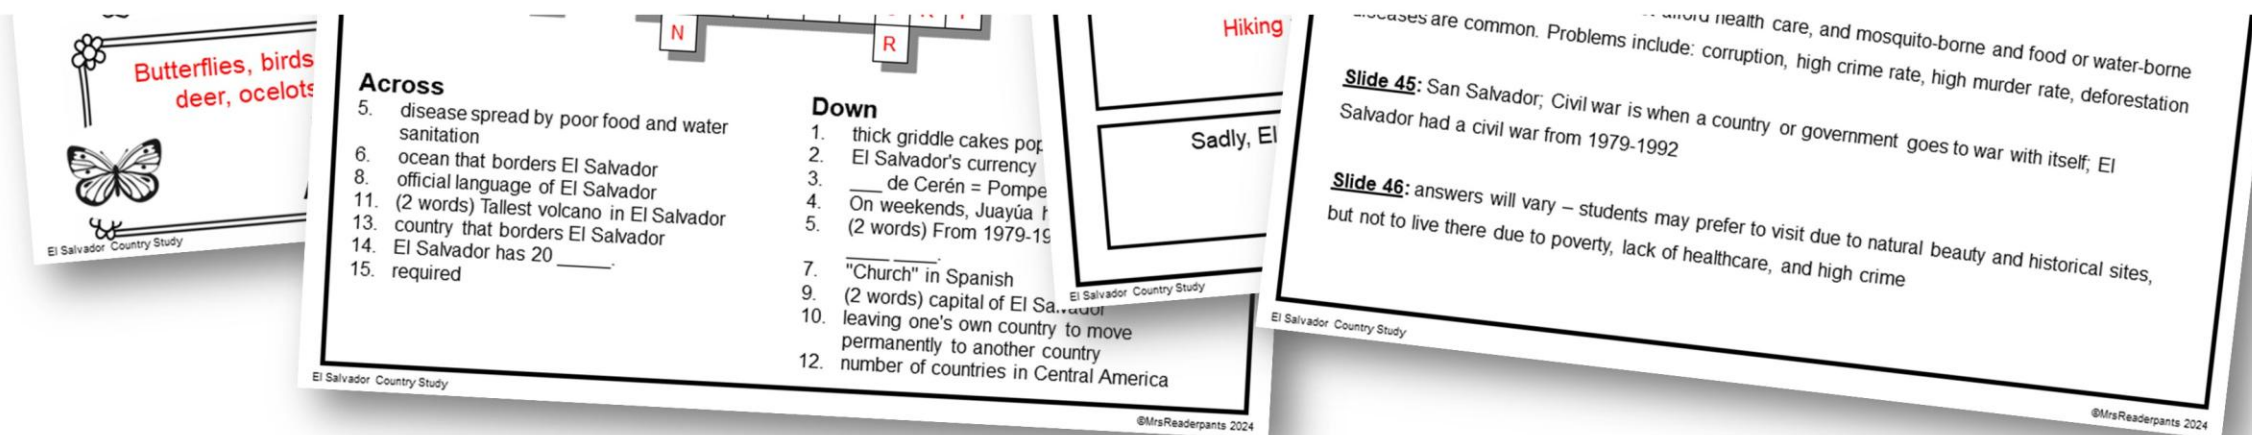 Butterflies, birds
deer, ocelots
El Salvador Country Study
N
R
Across
5. disease spread by poor food and water
sanitation
6. ocean that borders El Salvador
8. official language of El Salvador
11. (2 words) Tallest volcano in El Salvador
13. country that borders El Salvador
14. El Salvador has 20 _____.
15. required
Down
1. thick griddle cakes
2. El Salvador's currency
3. ___ de Cerén =
4. On weekends, Juayúa
5. (2 words) From 1979-19
____ ____.
7. "Church" in Spanish
9. (2 words) capital of El Salvador
10. leaving one's own country to move
permanently to another country
12. number of countries in Central America
El Salvador Country Study
©MrsReaderpants 2024
Hiking
Sadly, El
El Salvador Country Study
afford health care, and mosquito-borne and food or water-borne
diseases are common. Problems include: corruption, high crime rate, high murder rate, deforestation
Slide 45: San Salvador; Civil war is when a country or government goes to war with itself; El
Salvador had a civil war from 1979-1992
Slide 46: answers will vary – students may prefer to visit due to natural beauty and historical sites,
but not to live there due to poverty, lack of healthcare, and high crime
El Salvador Country Study
©MrsReaderpants 2024